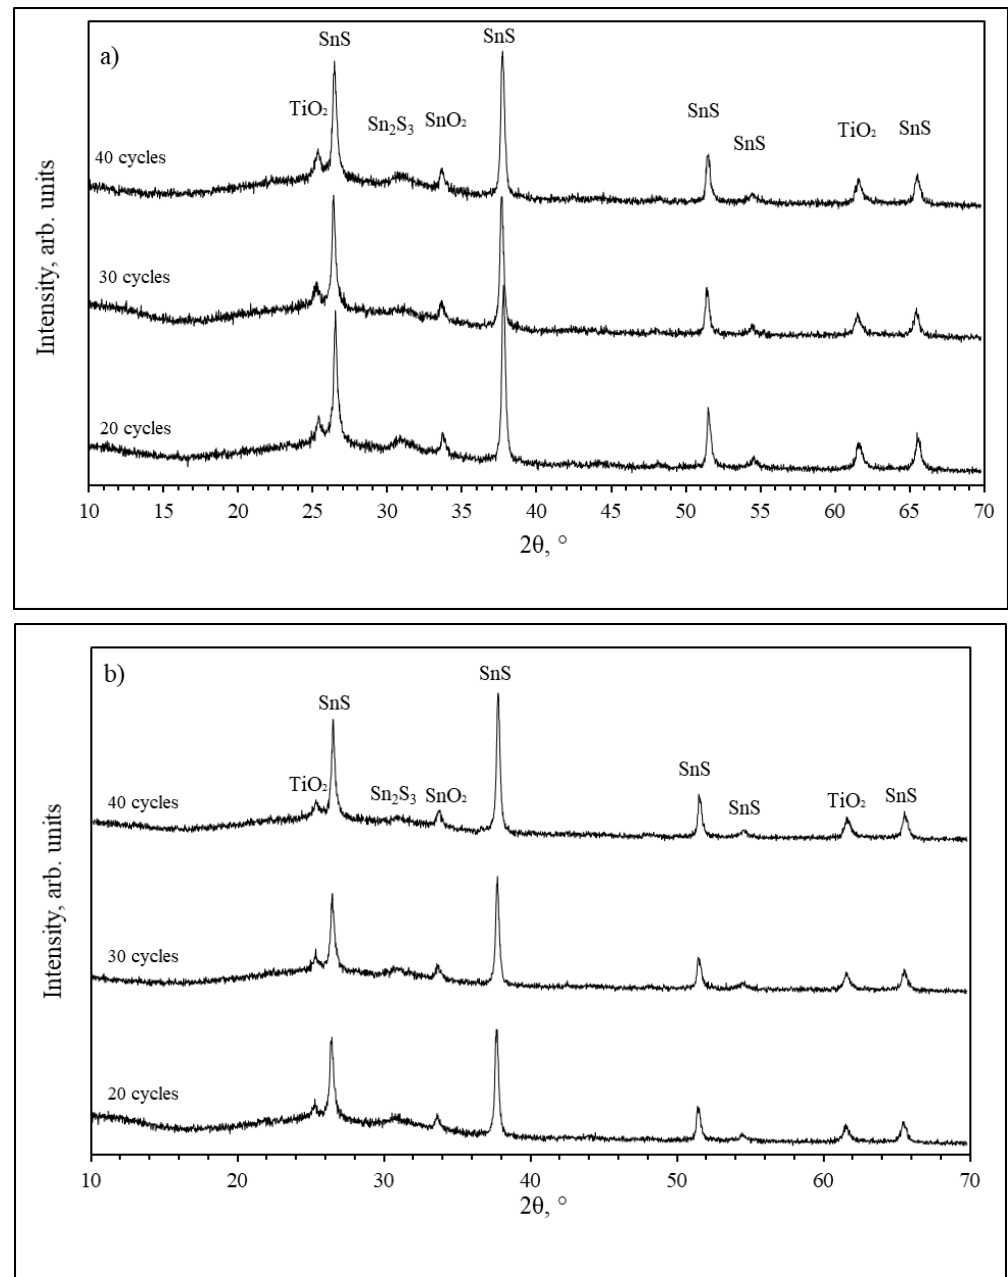 a)
SnS
SnS
TiO₂
Sn₂S₃
SnO₂
SnS
SnS
TiO₂
SnS
40 cycles
30 cycles
20 cycles
Intensity, arb. units
10 15 20 25 30 35 40 45 50 55 60 65 70
2θ, °
b)
SnS
SnS
TiO₂
Sn₂S₃
SnO₂
SnS
SnS
TiO₂
SnS
40 cycles
30 cycles
20 cycles
Intensity, arb. units
10 20 30 40 50 60 70
2θ, °